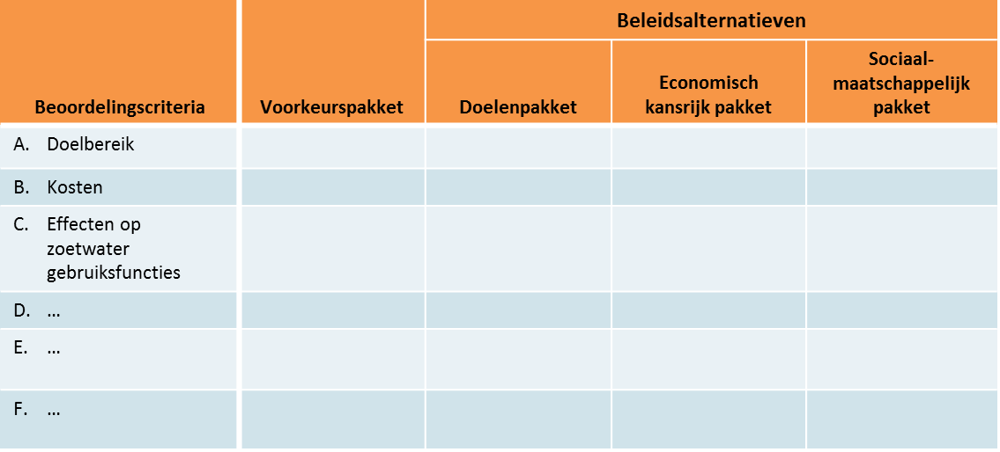 Beleidsalternatieven
Beoordelingscriteria
Voorkeurspakket
Doelenpakket
Economisch
kansrijk pakket
Sociaal-
maatschappelijk
pakket
A. Doelbereik
B. Kosten
C. Effecten op
zoetwater
gebruiksfuncties
D. ...
E. ...
F. ...